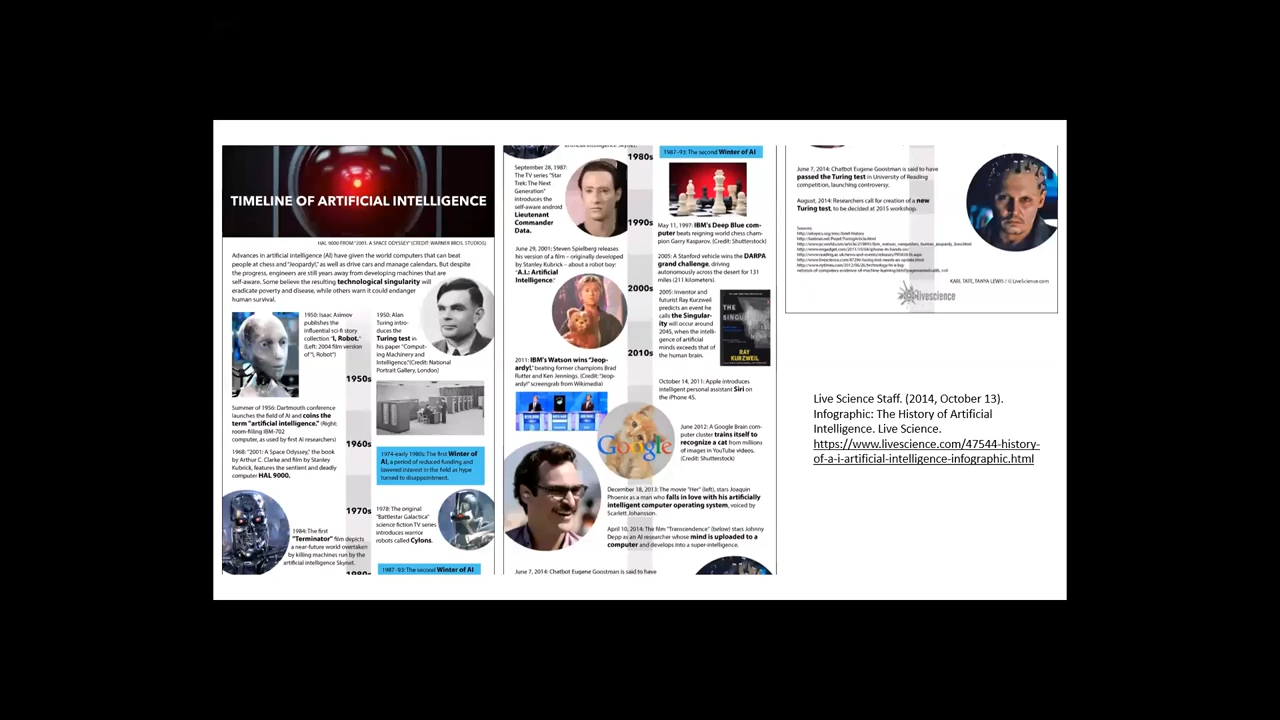 TIMELINE OF ARTIFICIAL INTELLIGENCE
HAL 9000 FROM "2001: A SPACE ODYSSEY" (CREDIT: WARNER BROS. STUDIOS)
Advances in artificial intelligence (AI) have given the world computers that can beat
people at chess and "Jeopardy!," as well as drive cars and manage calendars. But despite
the progress, engineers are still years away from developing machines that are
self-aware. Some believe the resulting technological singularity will
eradicate poverty and disease, while others warn it could endanger
human survival.
1950: Isaac Asimov
publishes the
influential sci-fi story
collection "I, Robot."
(Left: 2004 film version
of "I, Robot")
1950: Alan
Turing intro-
duces the
Turing test in
his paper "Comput-
ing Machinery and
Intelligence." (Credit: National
Portrait Gallery, London)
1950s
Summer of 1956: Dartmouth conference
launches the field of AI and coins the
term "artificial intelligence." (Right:
room-filling IBM-702
computer, as used by first AI researchers)
1960s
1968: "2001: A Space Odyssey," the book
by Arthur C. Clarke and film by Stanley
Kubrick, features the sentient and deadly
computer HAL 9000.
1974-early 1980s: The first Winter of
AI, a period of reduced funding and
lowered interest in the field as hype
turned to disappointment.
1970s
1978: The original
"Battlestar Galactica"
science fiction TV series
introduces warrior
robots called Cylons.
1984: The first
"Terminator" film depicts
a near-future world overtaken
by killing machines run by the
artificial intelligence Skynet.
1980s
1987-93: The second Winter of AI
artificial intelligence Skynet.
1980s
1987-93: The second Winter of AI
September 28, 1987:
The TV series "Star
Trek: The Next
Generation"
introduces the
self-aware android
Lieutenant
Commander
Data.
1990s
May 11, 1997: IBM's Deep Blue com-
puter beats reigning world chess cham-
pion Garry Kasparov. (Credit: Shutterstock)
June 29, 2001: Steven Spielberg releases
his version of a film – originally developed
by Stanley Kubrick – about a robot boy:
"A.I.: Artificial
Intelligence."
2005: A Stanford vehicle wins the DARPA
grand challenge, driving
autonomously across the desert for 131
miles (211 kilometers).
2000s
2005: Inventor and
futurist Ray Kurzweil
predicts an event he
calls the Singular-
ity will occur around
2045, when the intelli-
gence of artificial
minds exceeds that of
the human brain.
THE
SINGU
RAY
KURZWEIL
2010s
2011: IBM's Watson wins "Jeop-
ardy!," beating former champions Brad
Rutter and Ken Jennings. (Credit: "Jeop-
ardy!" screengrab from Wikimedia)
October 14, 2011: Apple introduces
intelligent personal assistant Siri on
the iPhone 4S.
Google
June 2012: A Google Brain com-
puter cluster trains itself to
recognize a cat from millions
of images in YouTube videos.
(Credit: Shutterstock)
December 18, 2013: The movie "Her" (left), stars Joaquin
Phoenix as a man who falls in love with his artificially
intelligent computer operating system, voiced by
Scarlett Johansson.
April 10, 2014: The film "Transcendence" (below) stars Johnny
Depp as an AI researcher whose mind is uploaded to a
computer and develops into a super-intelligence.
June 7, 2014: Chatbot Eugene Goostman is said to have
June 7, 2014: Chatbot Eugene Goostman is said to have
passed the Turing test in University of Reading
competition, launching controversy.
August, 2014: Researchers call for creation of a new
Turing test, to be decided at 2015 workshop.
Sources:
KARL TATE, TANYA LEWIS / © LiveScience.com
livescience
Live Science Staff. (2014, October 13).
Infographic: The History of Artificial
Intelligence. Live Science.
https://www.livescience.com/47544-history-
of-a-i-artificial-intelligence-infographic.html